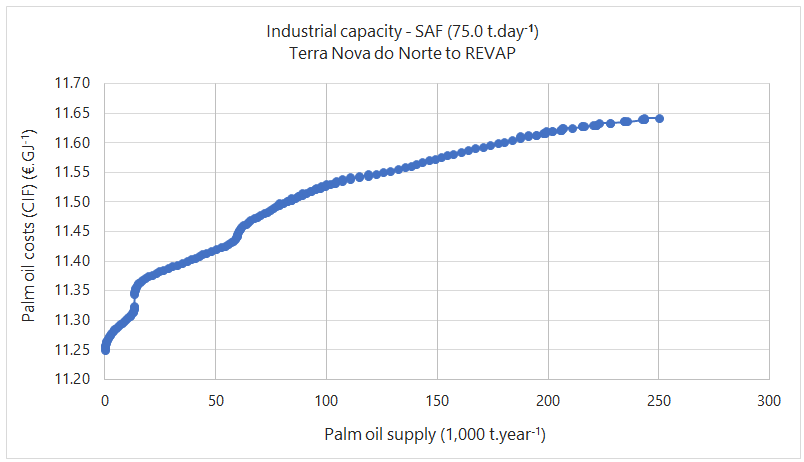 Industrial capacity - SAF (75.0 t.day⁻¹)
Terra Nova do Norte to REVAP
Palm oil costs (CIF) (€.GJ⁻¹)
11.70
11.65
11.60
11.55
11.50
11.45
11.40
11.35
11.30
11.25
11.20
0 50 100 150 200 250 300
Palm oil supply (1,000 t.year⁻¹)